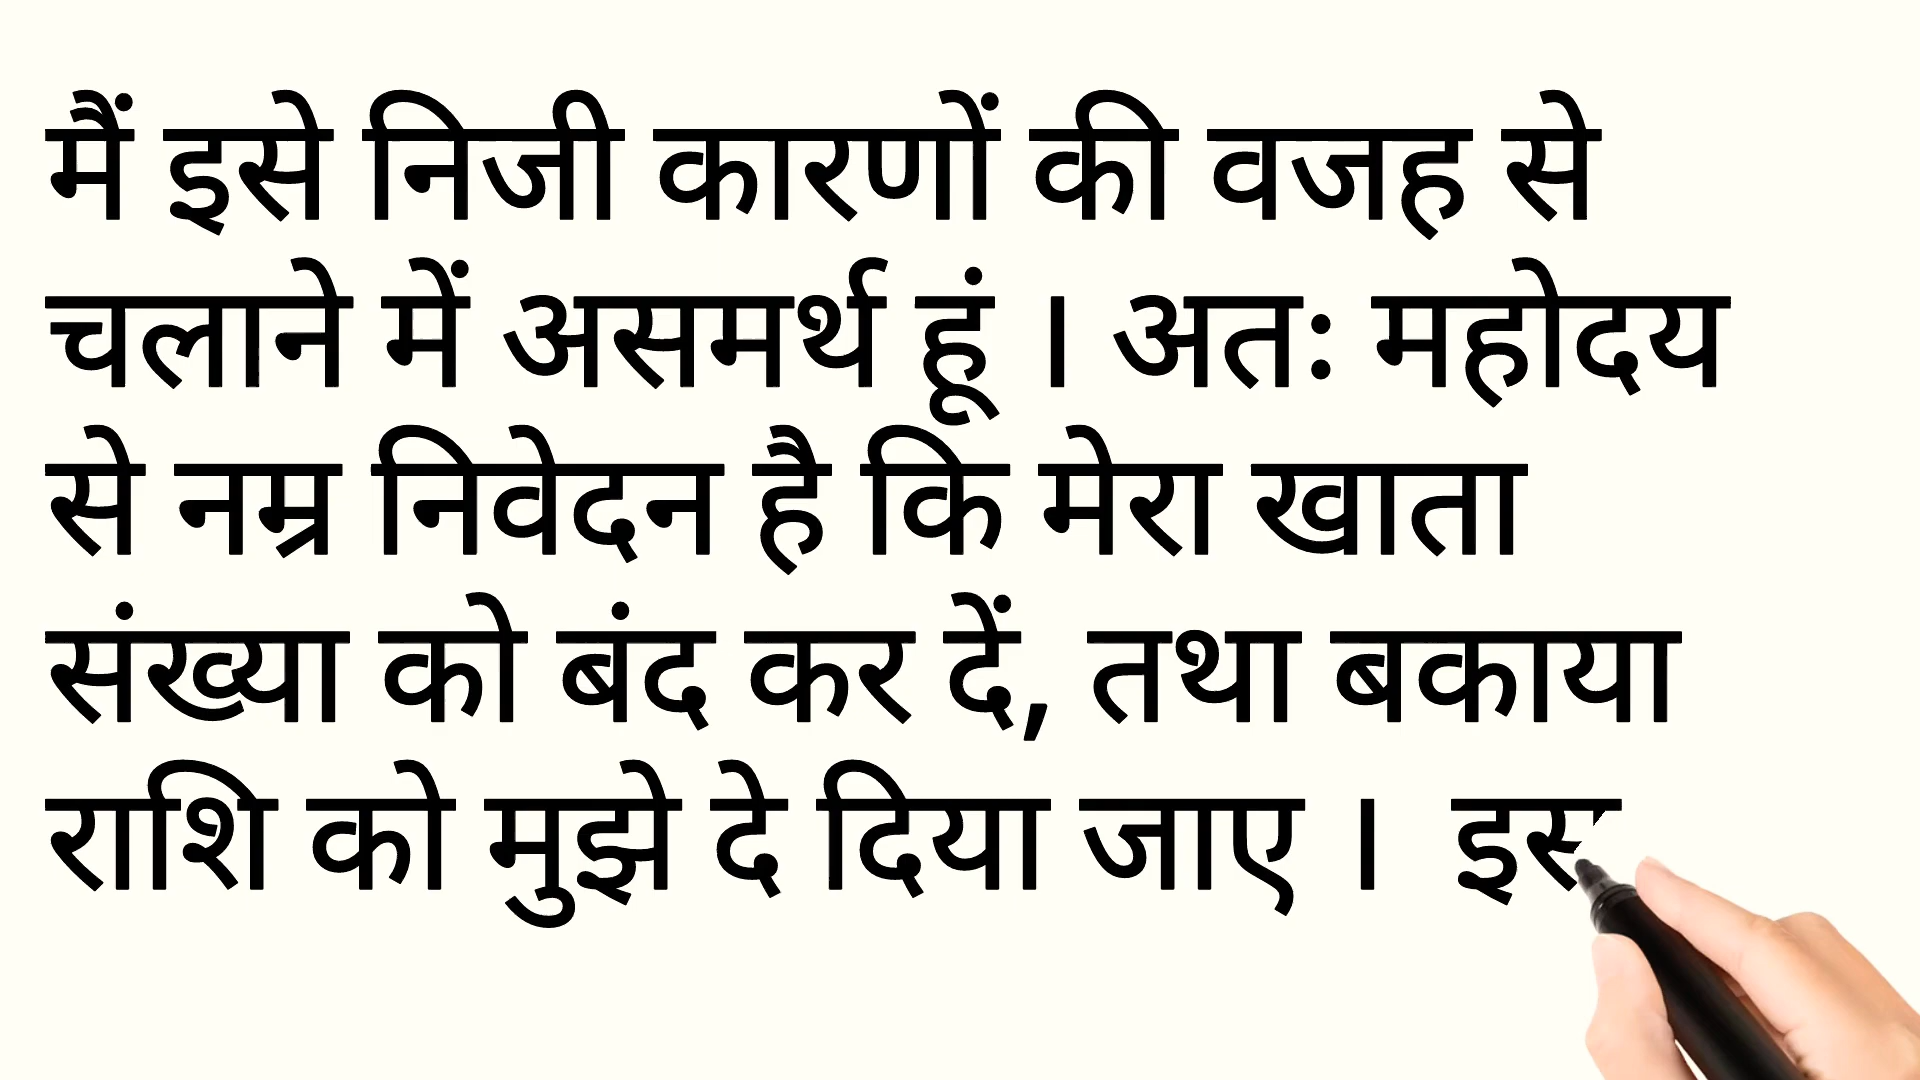 मैं इसे निजी कारणों की वजह से
चलाने में असमर्थ हूं । अतः महोदय
से नम्र निवेदन है कि मेरा खाता
संख्या को बंद कर दें, तथा बकाया
राशि को मुझे दे दिया जाए ।